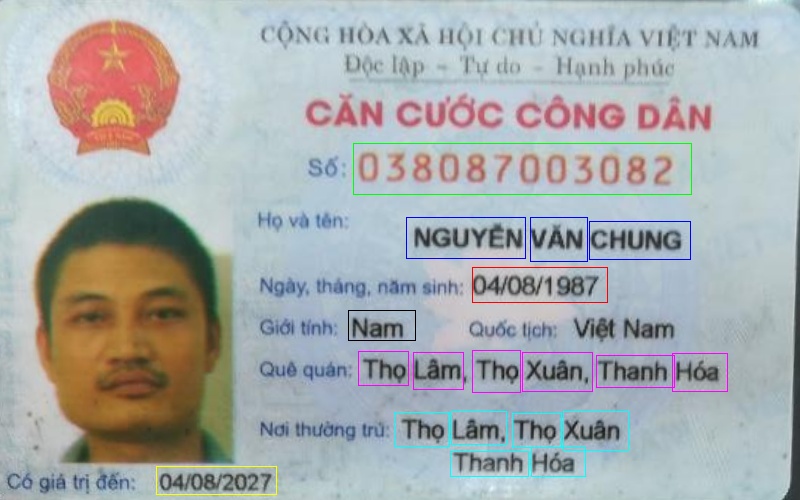 CỘNG HÒA XÃ HỘI CHỦ NGHĨA VIỆT NAM
Độc lập - Tự do - Hạnh phúc
CĂN CƯỚC CÔNG DÂN
Số: 038087003082
Họ và tên: NGUYỄN VĂN CHUNG
Ngày, tháng, năm sinh: 04/08/1987
Giới tính: Nam Quốc tịch: Việt Nam
Quê quán: Thọ Lâm, Thọ Xuân, Thanh Hóa
Nơi thường trú: Thọ Lâm, Thọ Xuân
Thanh Hóa
Có giá trị đến: 04/08/2027